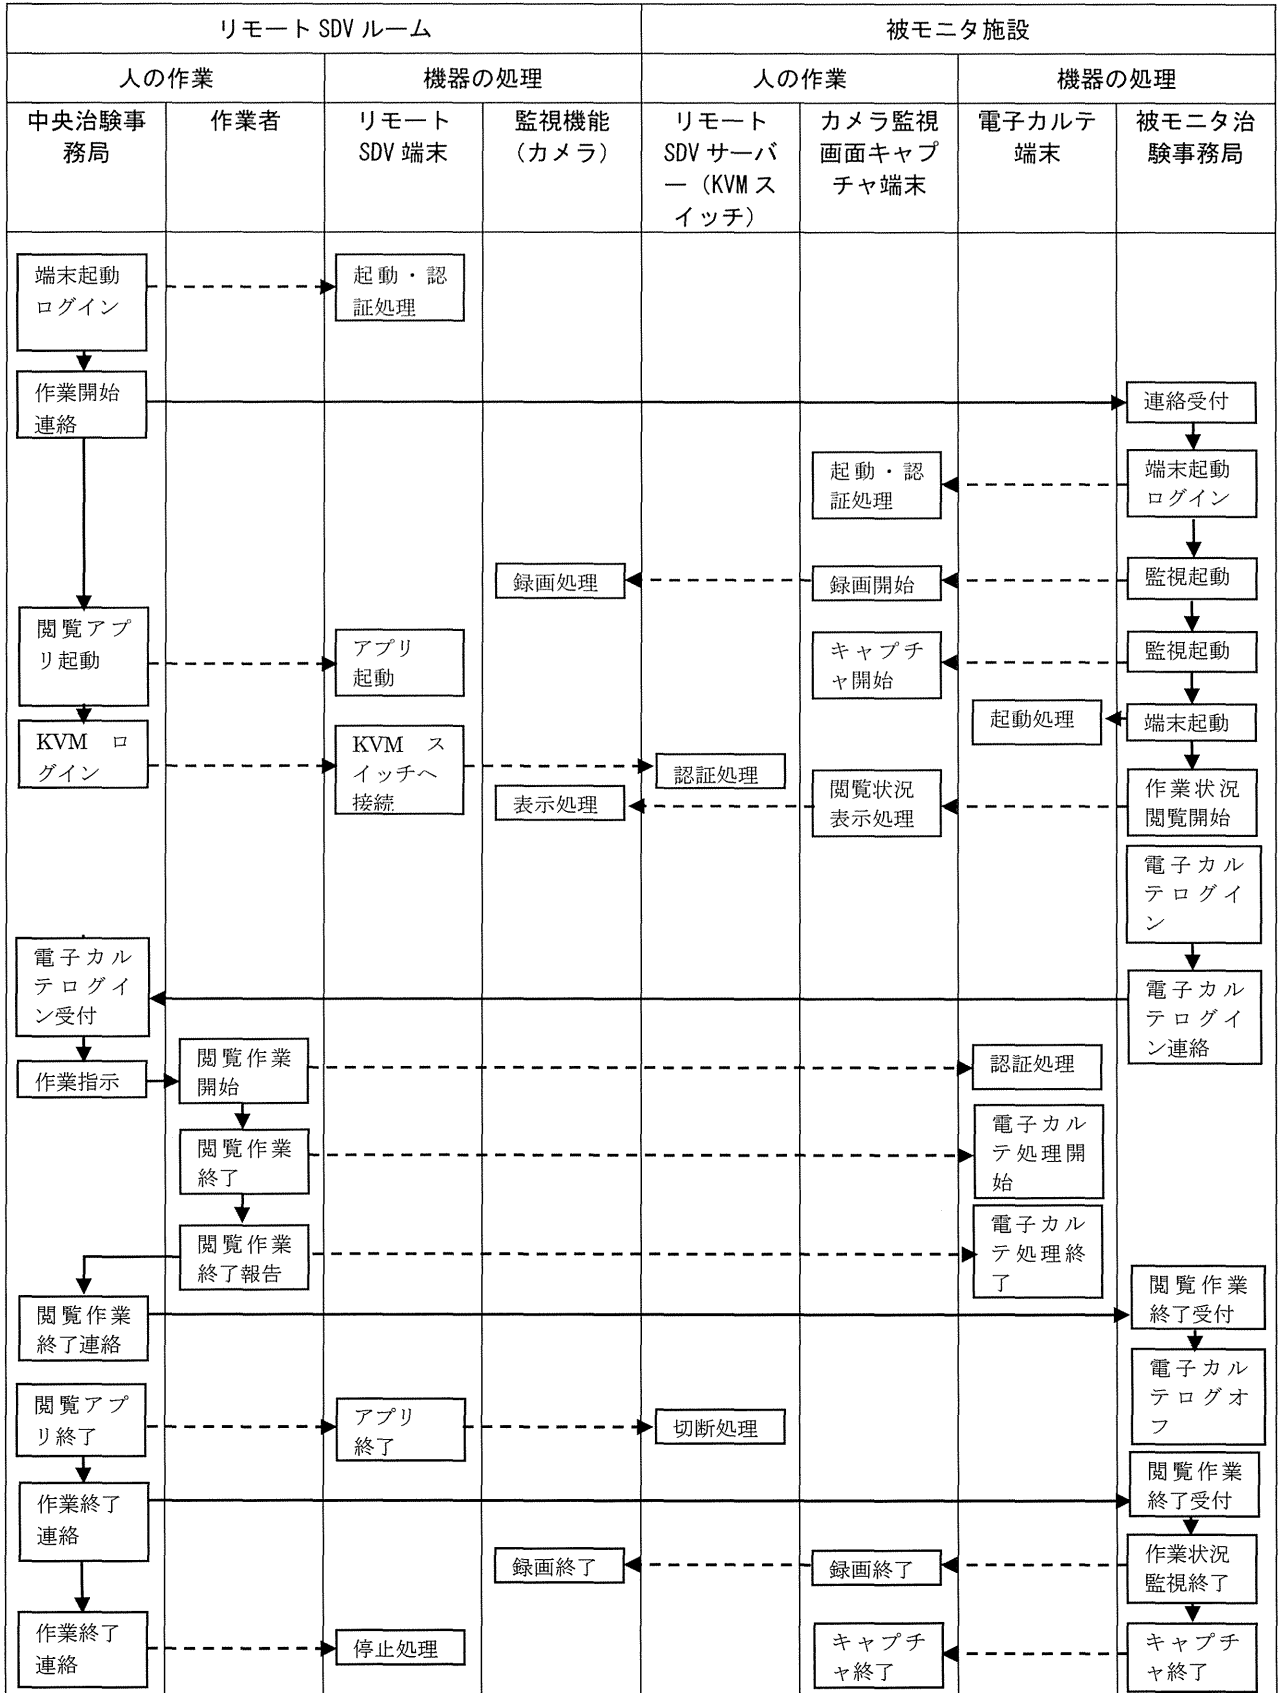 リモート SDV ルーム
被モニタ施設
人の作業
機器の処理
人の作業
機器の処理
中央治験事
務局
作業者
リモート
SDV 端末
監視機能
（カメラ）
リモート
SDV サーバ
ー（KVM ス
イッチ）
カメラ監視
画面キャプ
チャ端末
電子カルテ
端末
被モニタ治
験事務局
端末起動
ログイン
起動・認
証処理
作業開始
連絡
連絡受付
起動・認
証処理
端末起動
ログイン
録画処理
録画開始
監視起動
閲覧アプ
リ起動
アプリ
起動
キャプチ
ャ開始
監視起動
起動処理
端末起動
KVM ロ
グイン
KVM ス
イッチへ
接続
認証処理
表示処理
閲覧状況
表示処理
作業状況
閲覧開始
電子カル
テログイ
ン
電子カル
テログイ
ン受付
電子カル
テログイ
ン連絡
作業指示
閲覧作業
開始
認証処理
閲覧作業
終了
電子カル
テ処理開
始
閲覧作業
終了報告
電子カル
テ処理終
了
閲覧作業
終了連絡
閲覧作業
終了受付
電子カル
テログオ
フ
閲覧アプ
リ終了
アプリ
終了
切断処理
作業終了
連絡
閲覧作業
終了受付
録画終了
録画終了
作業状況
監視終了
作業終了
連絡
停止処理
キャプチ
ャ終了
キャプチ
ャ終了